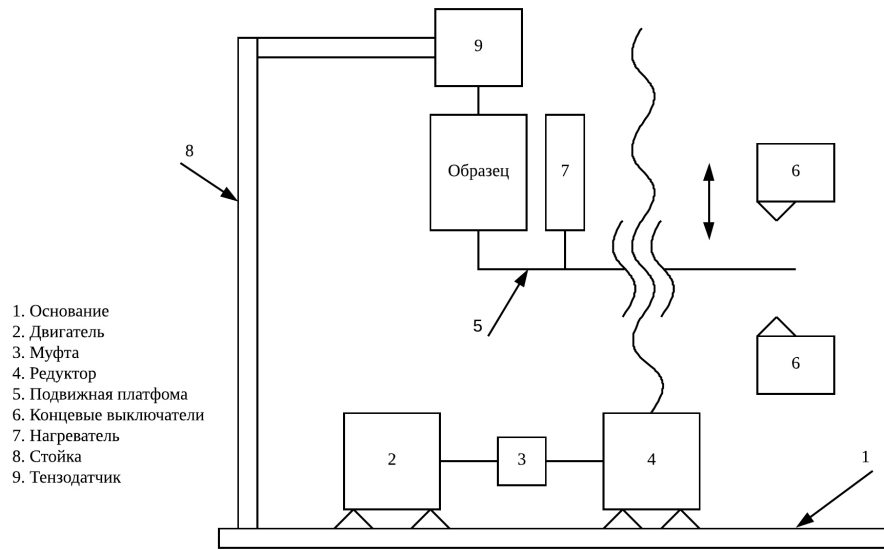 9
8
Образец
7
6
5
6
1. Основание
2. Двигатель
3. Муфта
4. Редуктор
5. Подвижная платфома
6. Концевые выключатели
7. Нагреватель
8. Стойка
9. Тензодатчик
2
3
4
1